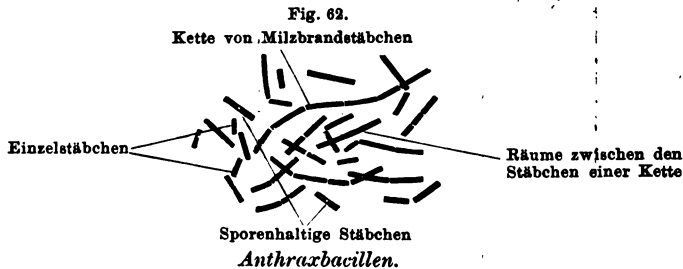 Fig. 62.
Kette von Milzbrandstäbchen
Einzelstäbchen
Räume zwischen den
Stäbchen einer Kette
Sporenhaltige Stäbchen
Anthraxbacillen.